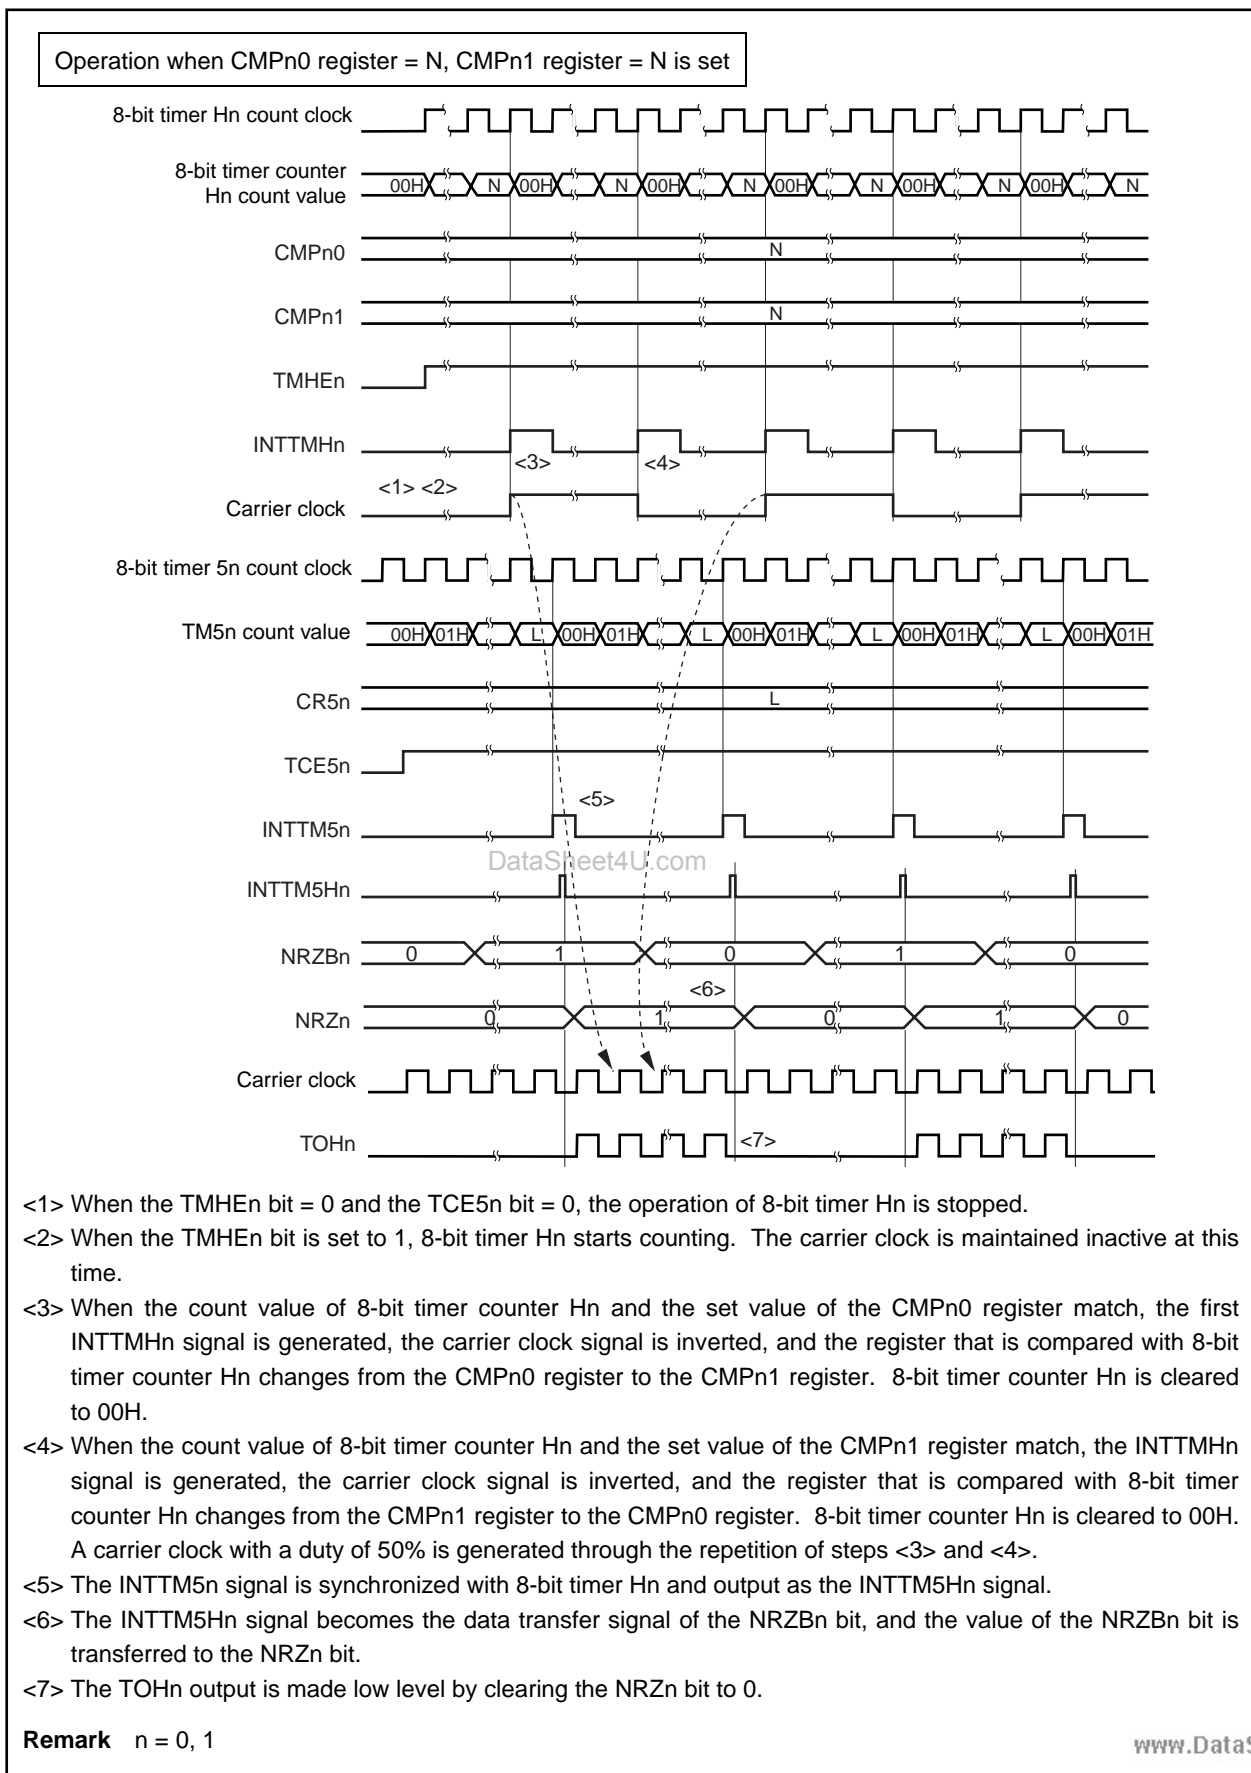 Operation when CMPn0 register = N, CMPn1 register = N is set
8-bit timer Hn count clock
8-bit timer counter
Hn count value
00H N 00H N 00H N 00H N 00H N 00H N
CMPn0
N
CMPn1
N
TMHEn
INTTMHn
<3> <4>
<1> <2>
Carrier clock
8-bit timer 5n count clock
TM5n count value
00H 01H L 00H 01H L 00H 01H L 00H 01H L 00H 01H
CR5n
L
TCE5n
<5>
INTTM5n
DataSheet4U.com
INTTM5Hn
NRZBn
0 1 0 1 0
<6>
NRZn
0 1 0 1 0
Carrier clock
TOHn
<7>
<1> When the TMHEn bit = 0 and the TCE5n bit = 0, the operation of 8-bit timer Hn is stopped.
<2> When the TMHEn bit is set to 1, 8-bit timer Hn starts counting. The carrier clock is maintained inactive at this
time.
<3> When the count value of 8-bit timer counter Hn and the set value of the CMPn0 register match, the first
INTTMHn signal is generated, the carrier clock signal is inverted, and the register that is compared with 8-bit
timer counter Hn changes from the CMPn0 register to the CMPn1 register. 8-bit timer counter Hn is cleared
to 00H.
<4> When the count value of 8-bit timer counter Hn and the set value of the CMPn1 register match, the INTTMHn
signal is generated, the carrier clock signal is inverted, and the register that is compared with 8-bit timer
counter Hn changes from the CMPn1 register to the CMPn0 register. 8-bit timer counter Hn is cleared to 00H.
A carrier clock with a duty of 50% is generated through the repetition of steps <3> and <4>.
<5> The INTTM5n signal is synchronized with 8-bit timer Hn and output as the INTTM5Hn signal.
<6> The INTTM5Hn signal becomes the data transfer signal of the NRZBn bit, and the value of the NRZBn bit is
transferred to the NRZn bit.
<7> The TOHn output is made low level by clearing the NRZn bit to 0.
Remark n = 0, 1
www.DataS